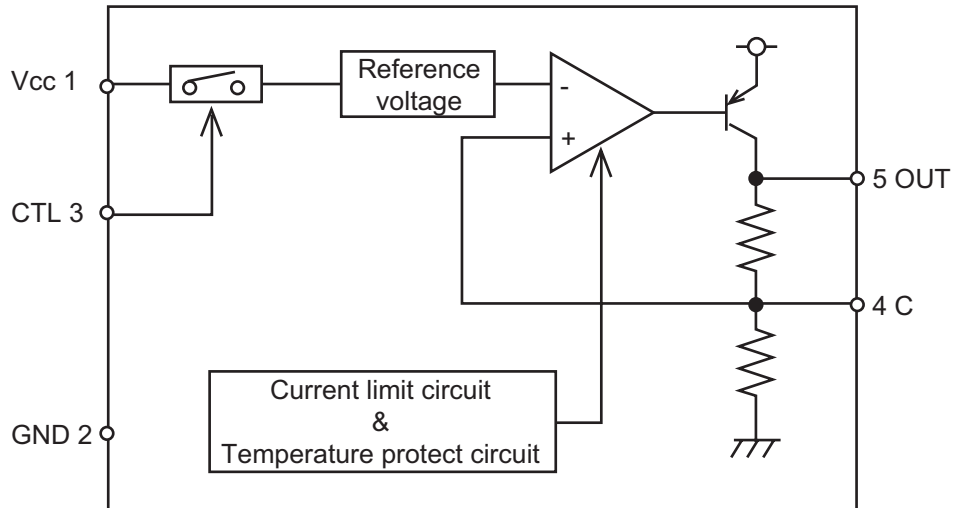 Vcc 1
Reference
voltage
-
+
5 OUT
CTL 3
4 C
Current limit circuit
&
Temperature protect circuit
GND 2